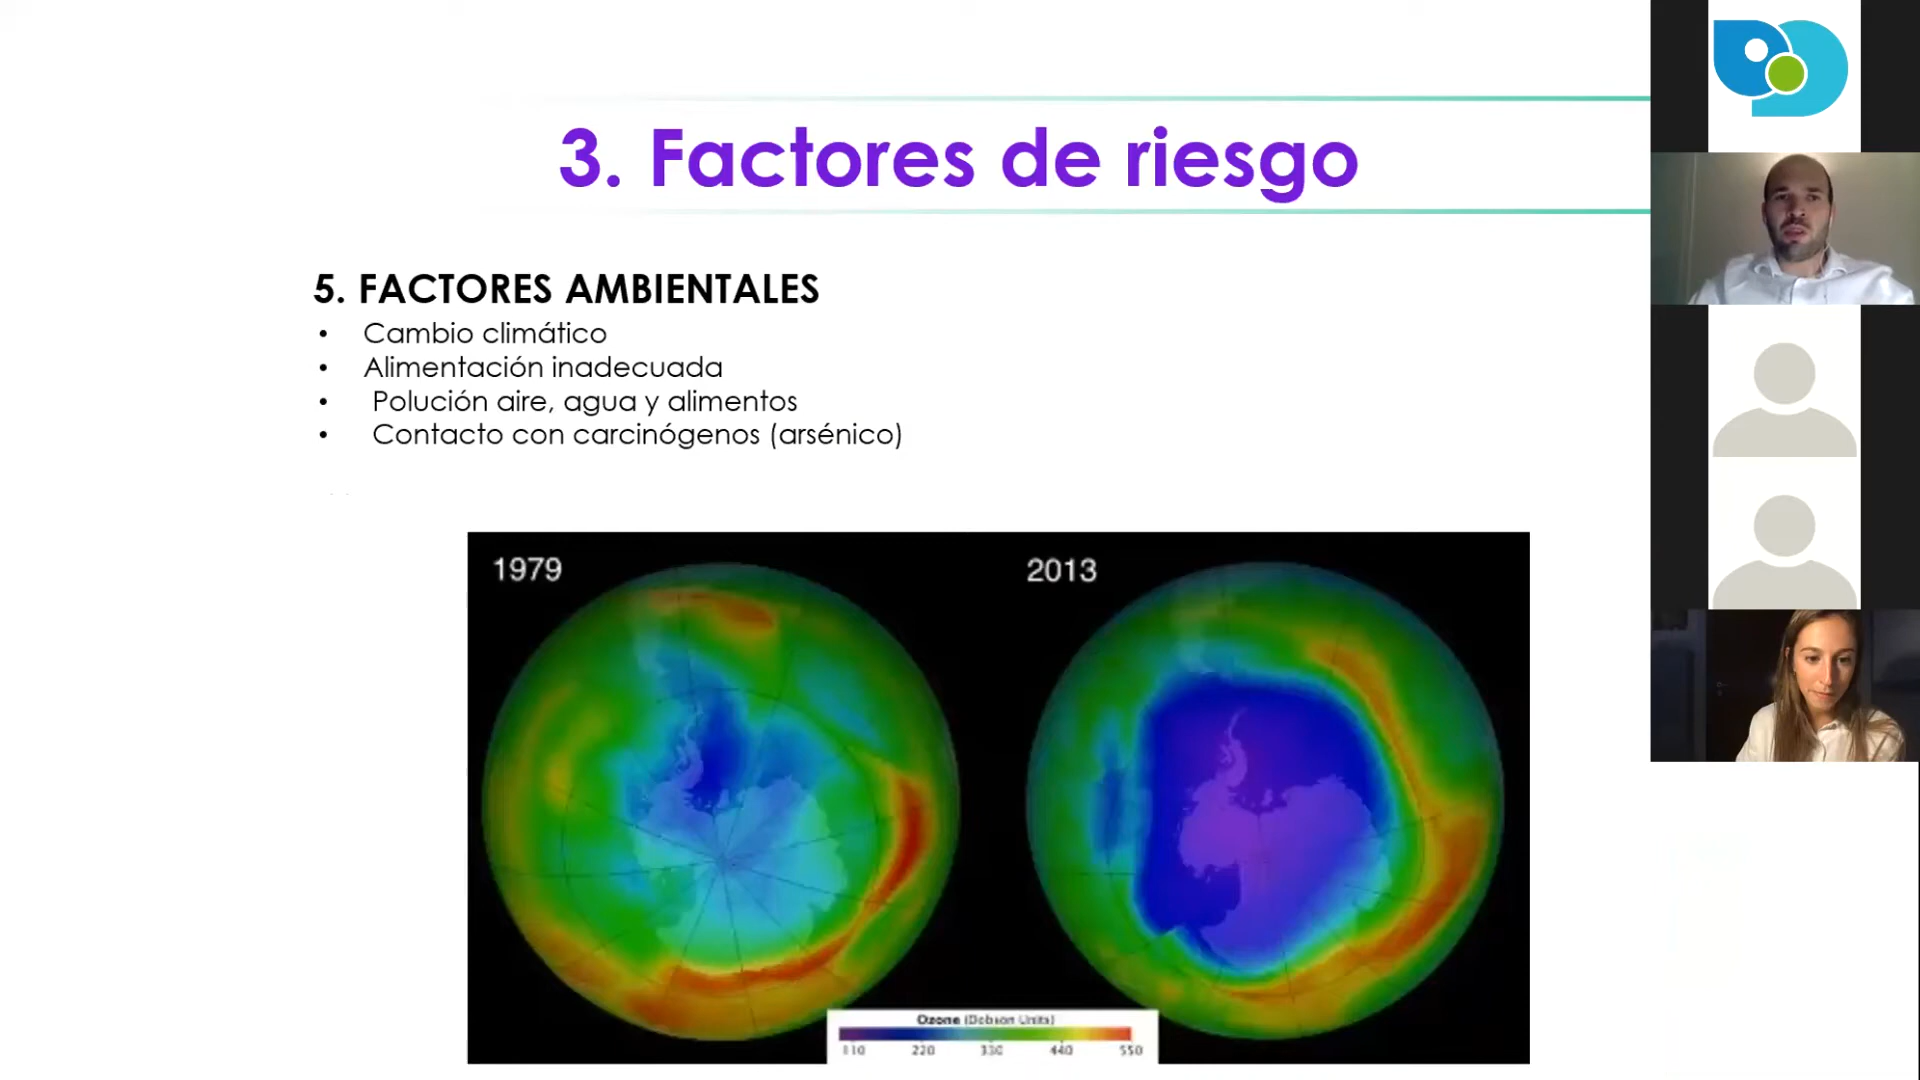 3. Factores de riesgo
5. FACTORES AMBIENTALES
• Cambio climático
• Alimentación inadecuada
• Polución aire, agua y alimentos
• Contacto con carcinógenos (arsénico)
1979
2013
Ozone (Dobson Units)
110 220 330 440 550